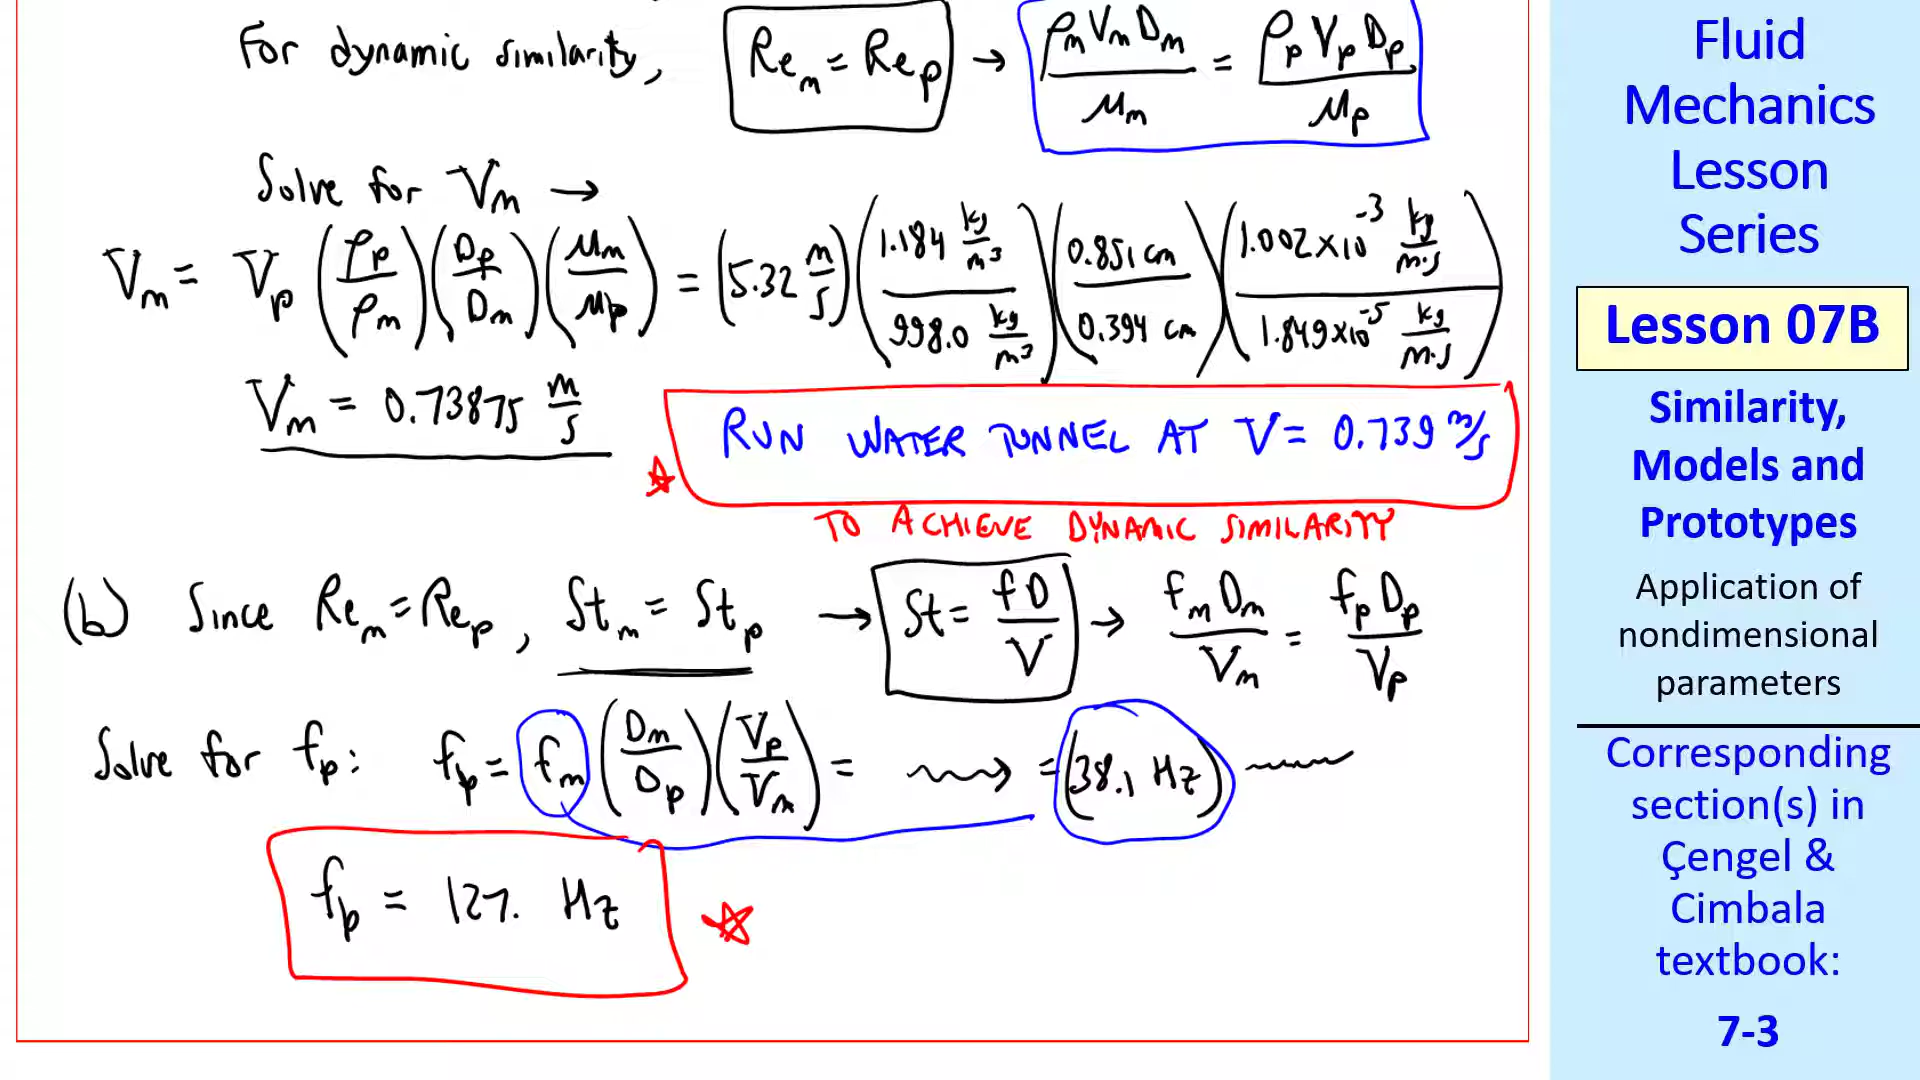 For dynamic similarity, Re_m = Re_p → ρ_m V_m D_m / μ_m = ρ_p V_p D_p / μ_p
Solve for V_m →
V_m = V_p (ρ_p / ρ_m) (D_p / D_m) (μ_m / μ_p) = (5.32 m/s) (1.184 kg/m³ / 998.0 kg/m³) (0.851 cm / 0.394 cm) (1.002×10⁻³ kg/m·s / 1.849×10⁻⁵ kg/m·s)
V_m = 0.73875 m/s
RUN WATER TUNNEL AT V = 0.739 m/s
TO ACHIEVE DYNAMIC SIMILARITY
(b) Since Re_m = Re_p, St_m = St_p → St = fD / V → f_m D_m / V_m = f_p D_p / V_p
Solve for f_p: f_p = f_m (D_m / D_p) (V_p / V_m) = → = (38.1 Hz)
f_p = 127. Hz
Fluid
Mechanics
Lesson
Series
Lesson 07B
Similarity,
Models and
Prototypes
Application of
nondimensional
parameters
Corresponding
section(s) in
Çengel &
Cimbala
textbook:
7-3